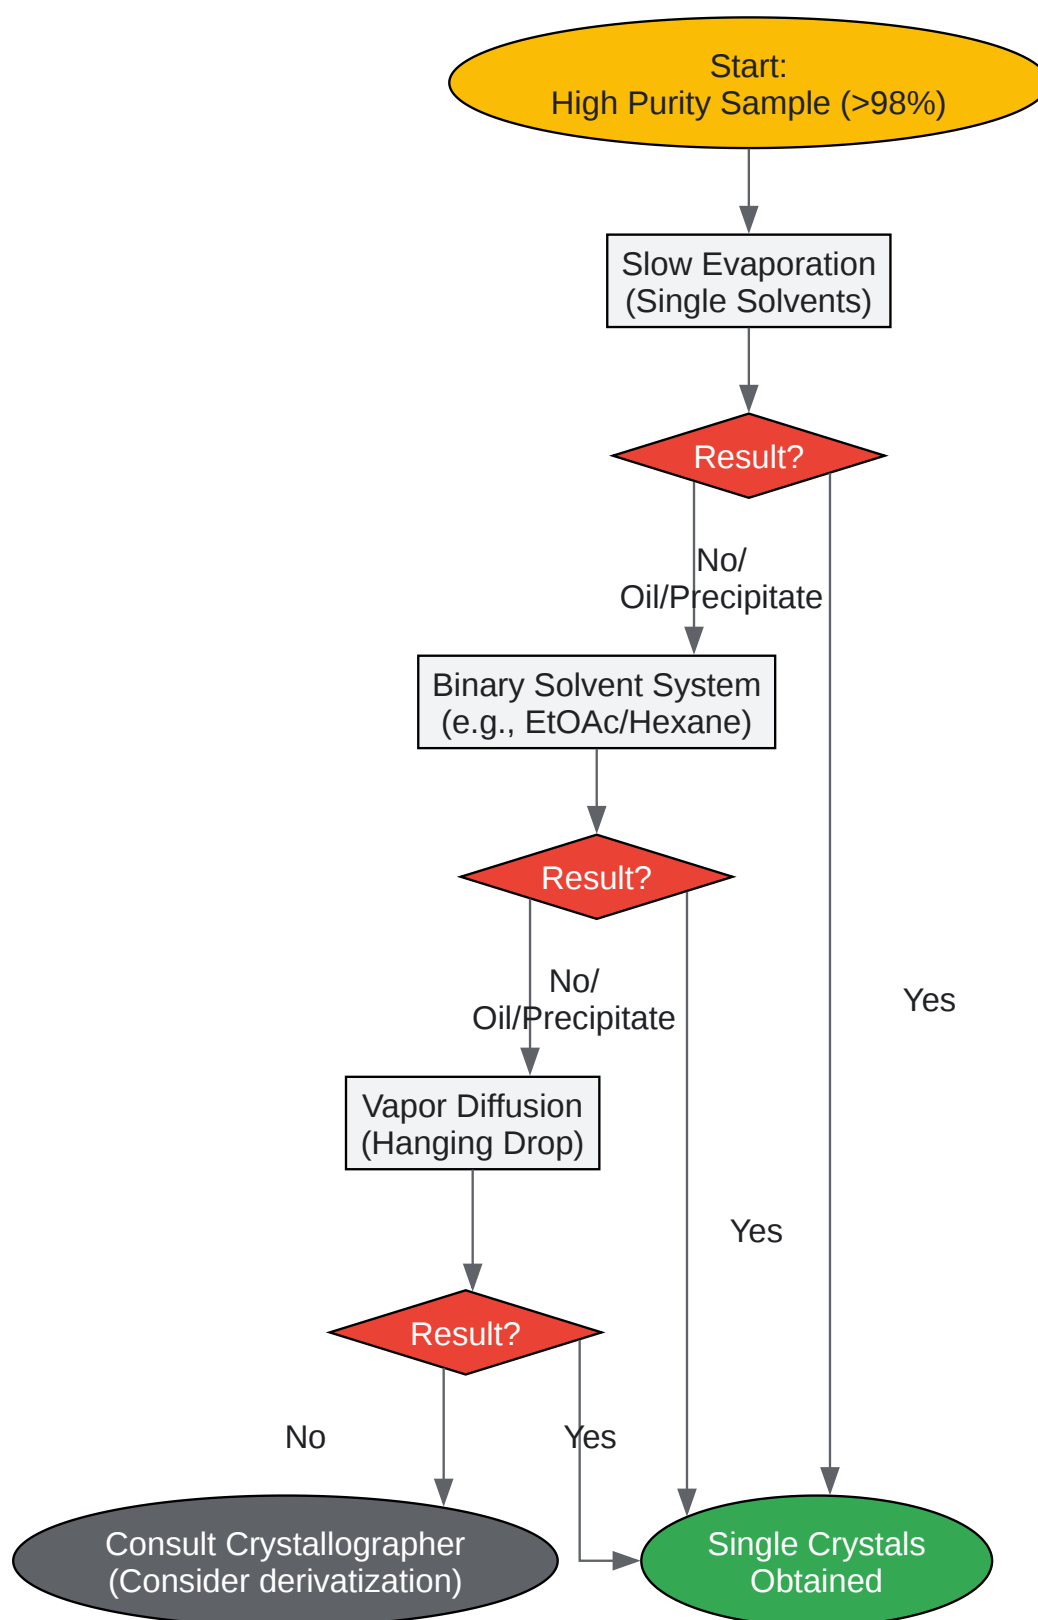 Start:
High Purity Sample (>98%)
Slow Evaporation
(Single Solvents)
Result?
No/
Oil/Precipitate
Binary Solvent System
(e.g., EtOAc/Hexane)
Result?
No/
Oil/Precipitate
Yes
Vapor Diffusion
(Hanging Drop)
Yes
Result?
No
Yes
Consult Crystallographer
(Consider derivatization)
Single Crystals
Obtained